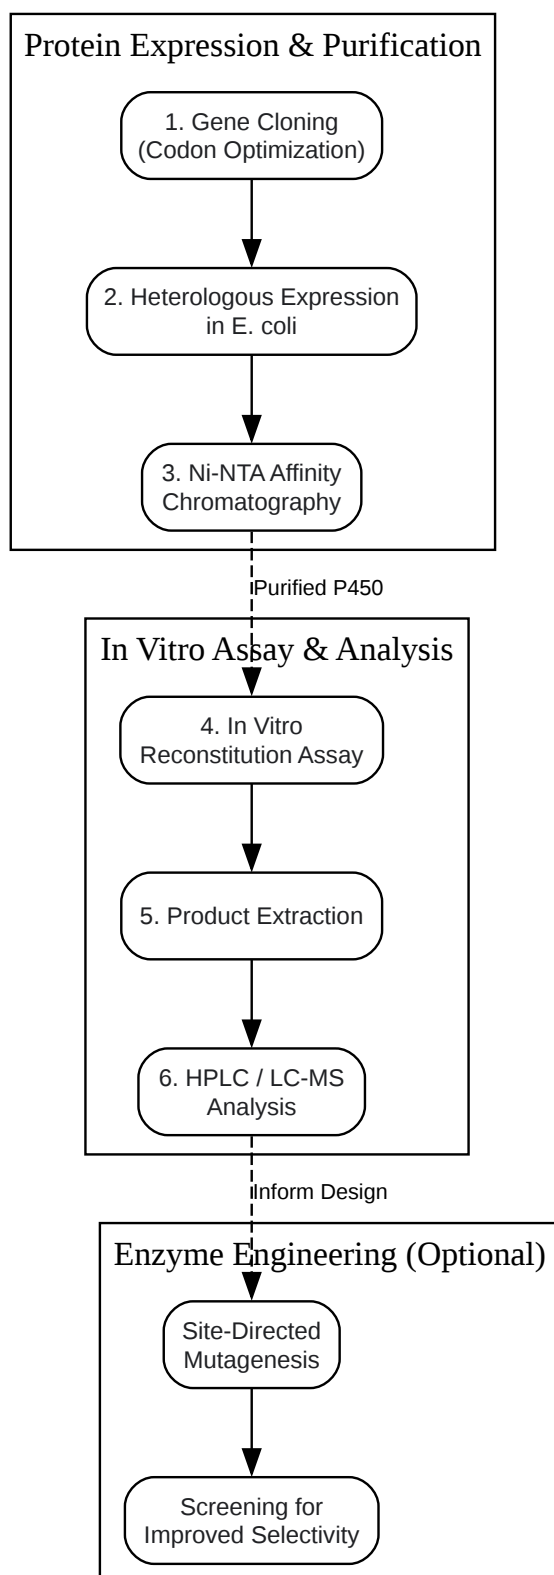 Protein Expression & Purification
1. Gene Cloning
(Codon Optimization)
2. Heterologous Expression
in E. coli
3. Ni-NTA Affinity
Chromatography
Purified P450
In Vitro Assay & Analysis
4. In Vitro
Reconstitution Assay
5. Product Extraction
6. HPLC / LC-MS
Analysis
Inform Design
Enzyme Engineering (Optional)
Site-Directed
Mutagenesis
Screening for
Improved Selectivity